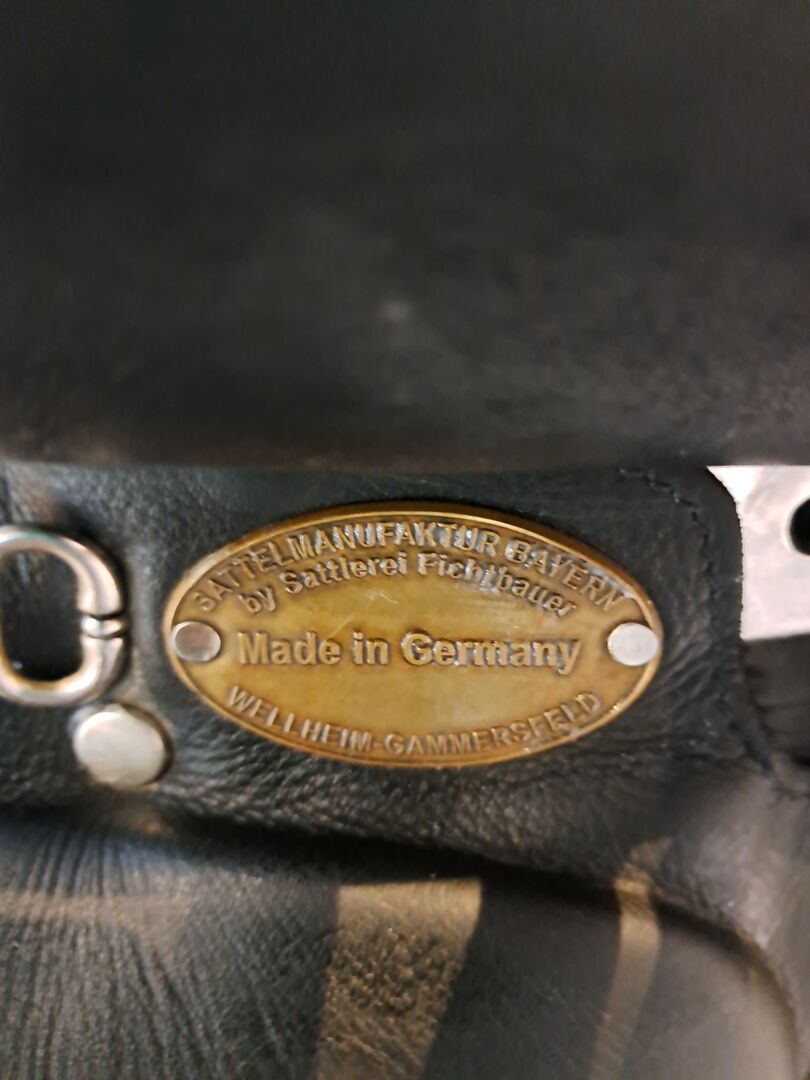 SATTELMANUFAKTUR BAYERN
by Sattlerei Fichtbauer
Made in Germany
WELLHEIM-GAMMERSFELD